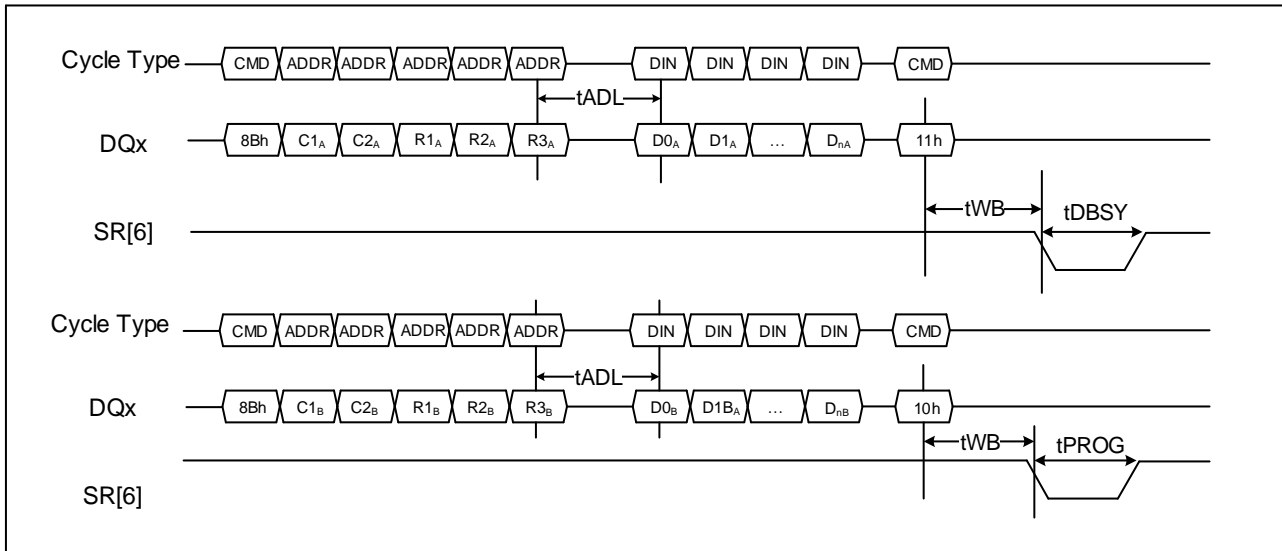 Cycle Type CMD ADDR ADDR ADDR ADDR ADDR DIN DIN DIN DIN CMD
tADL
DQx 8Bh C1A C2A R1A R2A R3A D0A D1A ... DnA 11h
tWB tDBSY
SR[6]
Cycle Type CMD ADDR ADDR ADDR ADDR ADDR DIN DIN DIN DIN CMD
tADL
DQx 8Bh C1B C2B R1B R2B R3B D0B D1BA ... DnB 10h
tWB tPROG
SR[6]